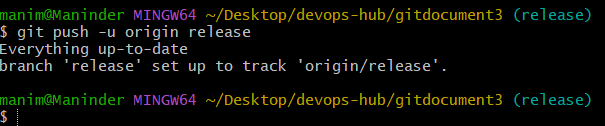 manim@Maninder MINGW64 ~/Desktop/devops-hub/gitdocument3 (release)
$ git push -u origin release
Everything up-to-date
branch 'release' set up to track 'origin/release'.
manim@Maninder MINGW64 ~/Desktop/devops-hub/gitdocument3 (release)
$